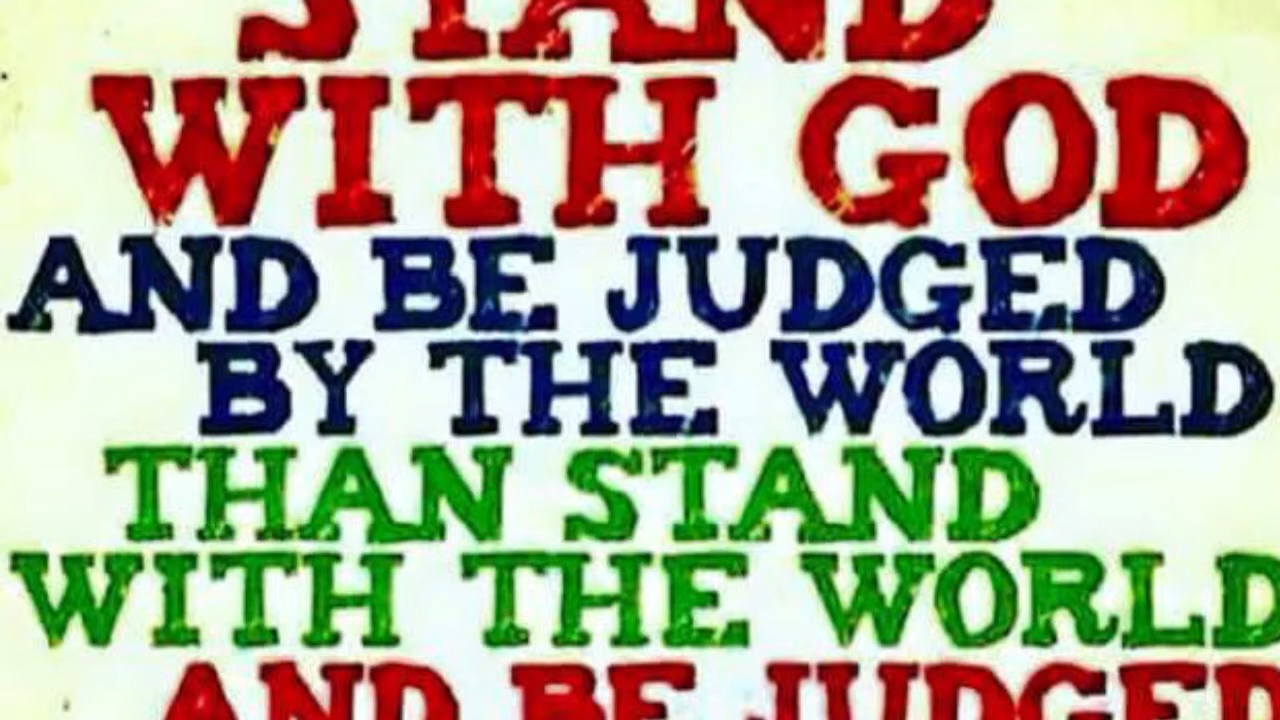 STAND
WITH GOD
AND BE JUDGED
BY THE WORLD
THAN STAND
WITH THE WORLD
AND BE JUDGED